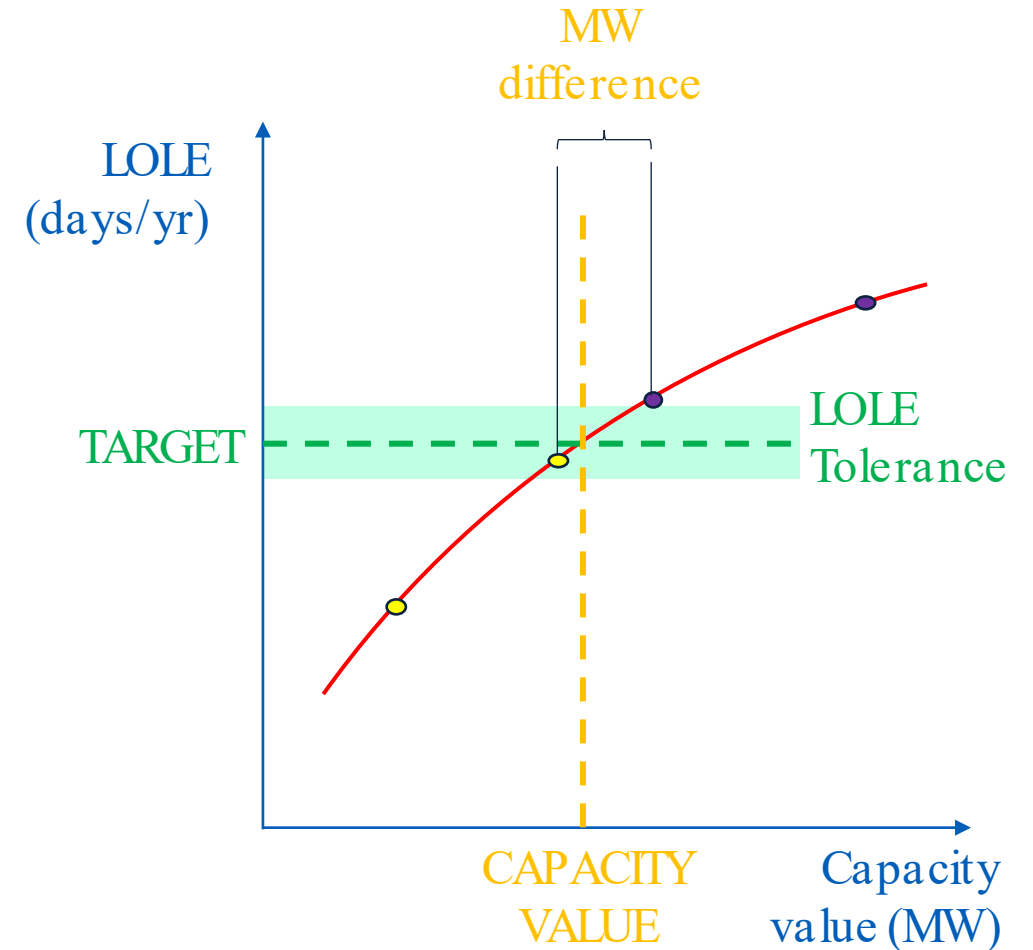 MW
difference
LOLE
(days/yr)
TARGET
LOLE
Tolerance
CAPACITY
VALUE
Capacity
value (MW)